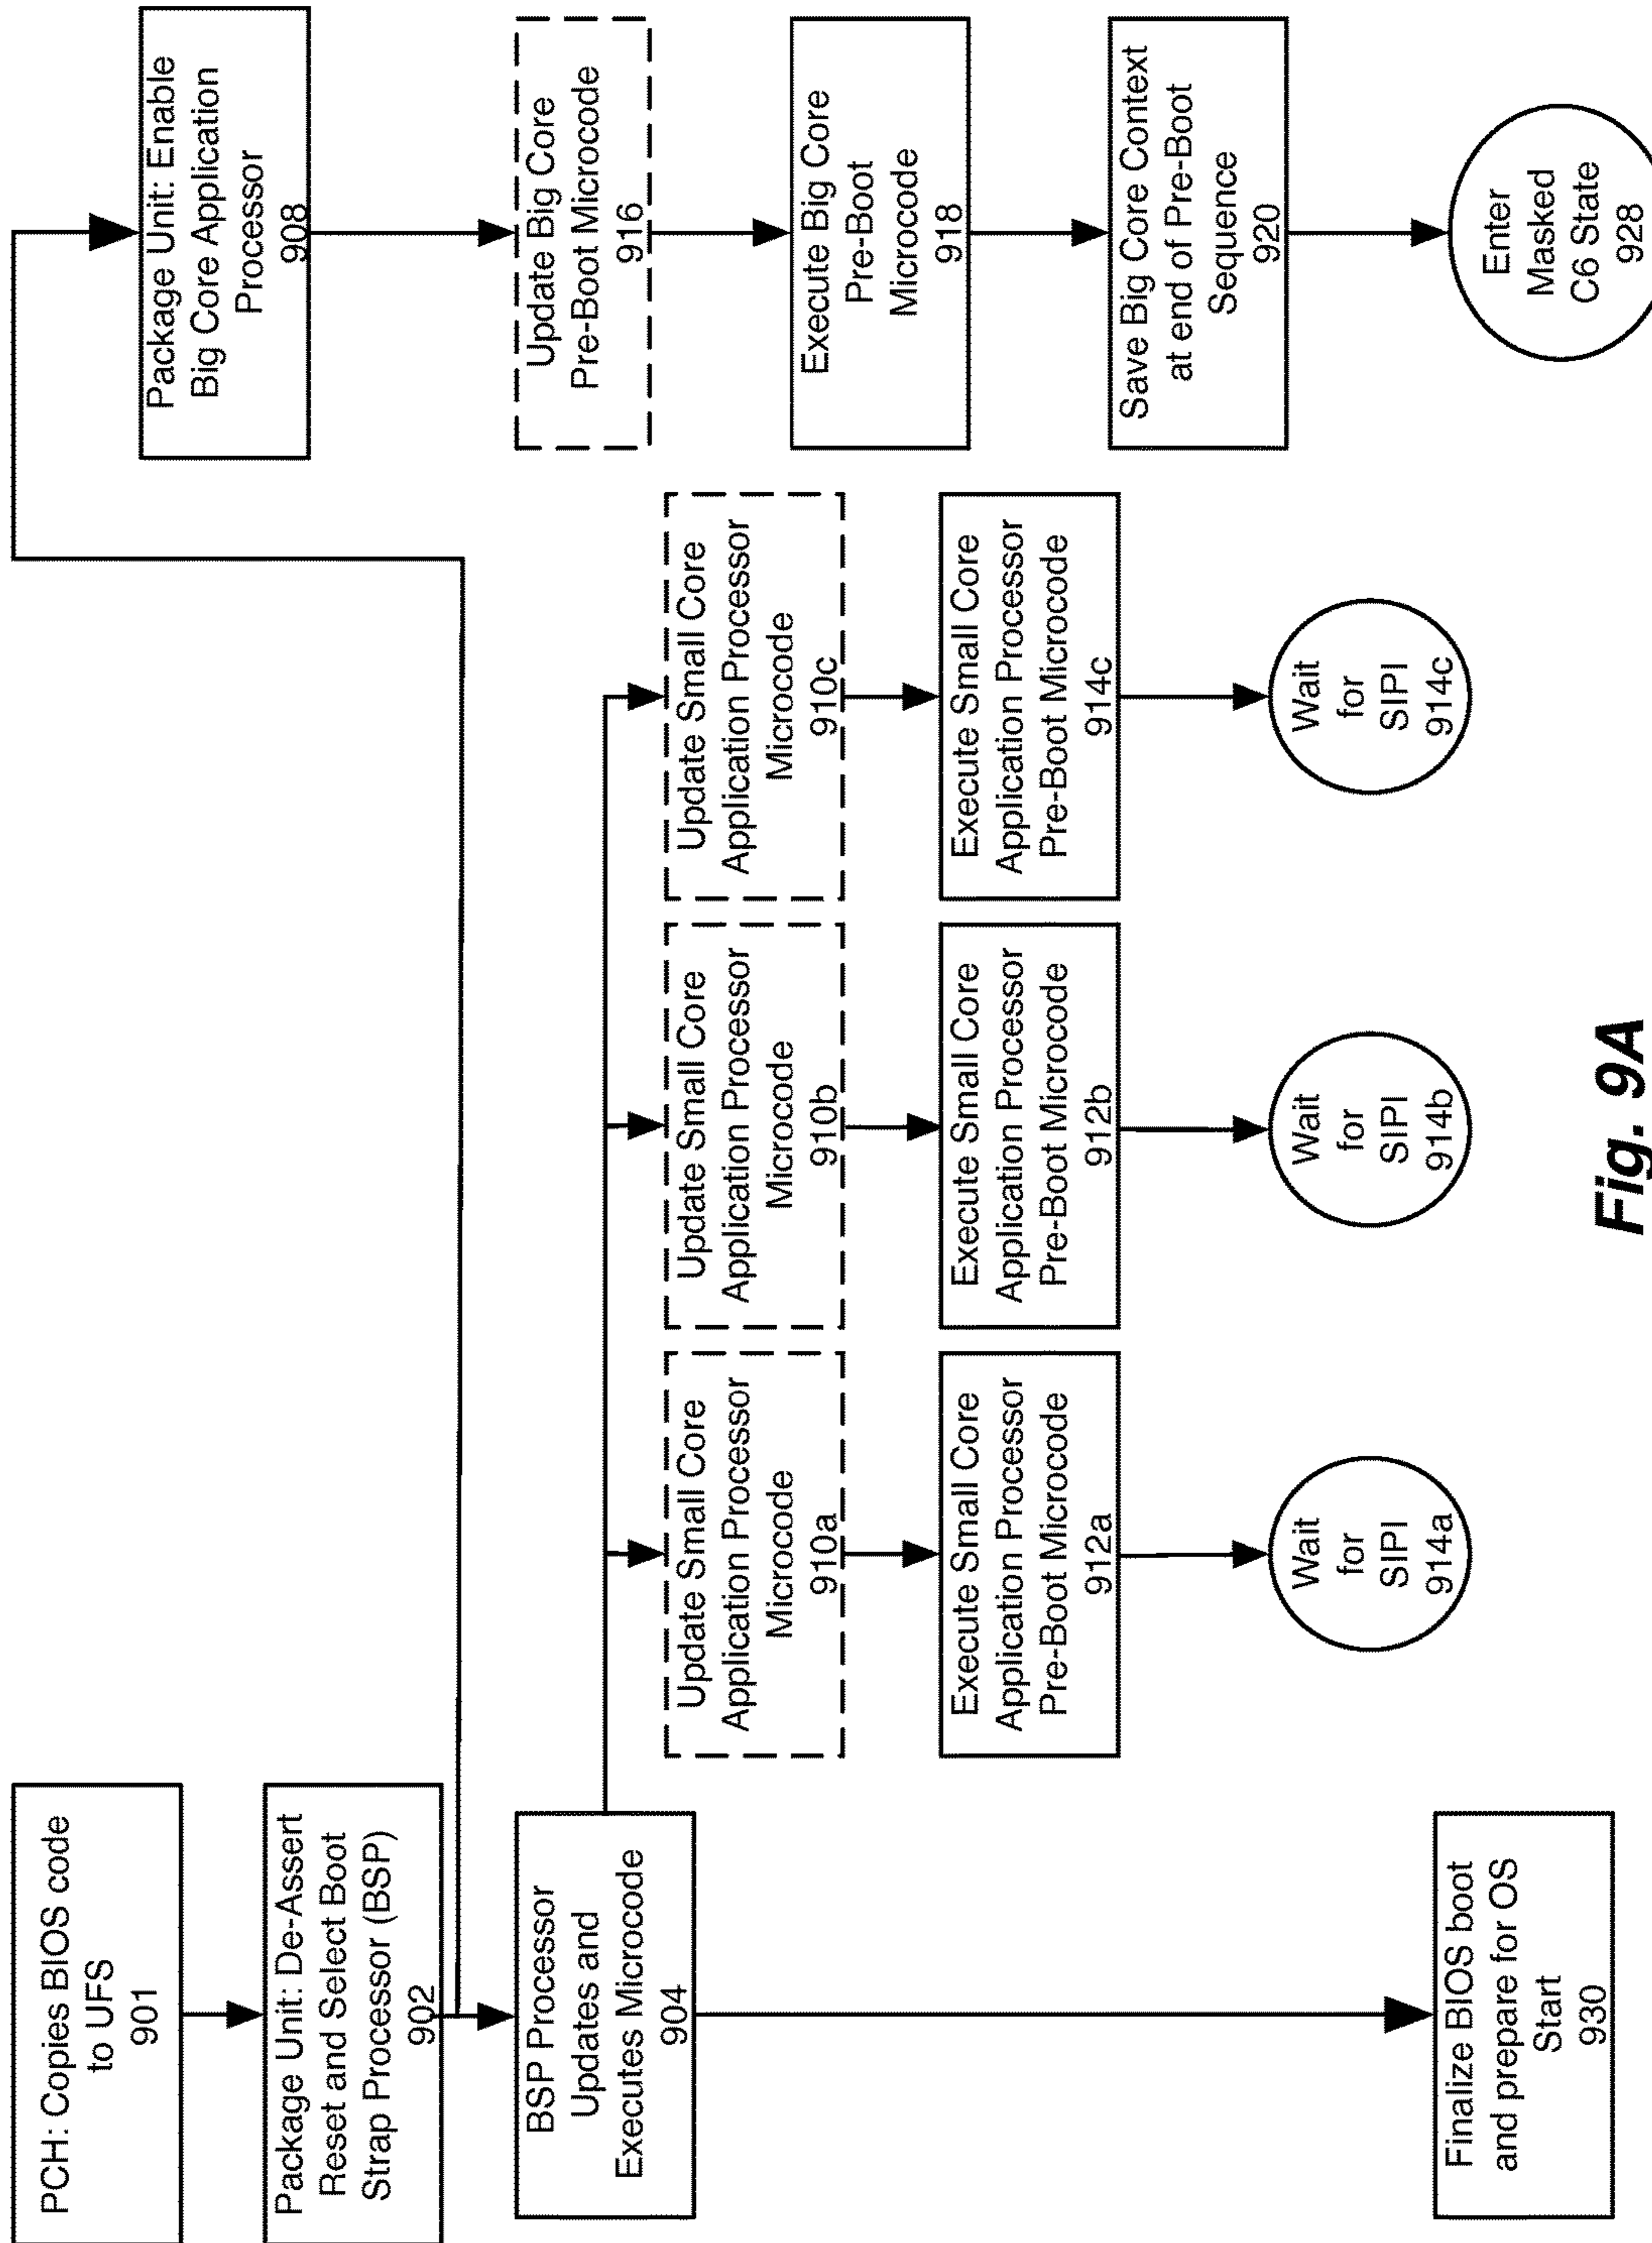 PCH: Copies BIOS code
to UFS
901
Package Unit: De-Assert
Reset and Select Boot
Strap Processor (BSP)
902
Package Unit: Enable
Big Core Application
Processor
908
BSP Processor
Updates and
Executes Microcode
904
Update Small Core
Application Processor
Microcode
910a
Update Small Core
Application Processor
Microcode
910b
Update Small Core
Application Processor
Microcode
910c
Update Big Core
Pre-Boot Microcode
916
Execute Small Core
Application Processor
Pre-Boot Microcode
912a
Execute Small Core
Application Processor
Pre-Boot Microcode
912b
Execute Small Core
Application Processor
Pre-Boot Microcode
914c
Execute Big Core
Pre-Boot
Microcode
918
Wait
for
SIPI
914a
Wait
for
SIPI
914b
Wait
for
SIPI
914c
Save Big Core Context
at end of Pre-Boot
Sequence
920
Finalize BIOS boot
and prepare for OS
Start
930
Enter
Masked
C6 State
928
Fig. 9A